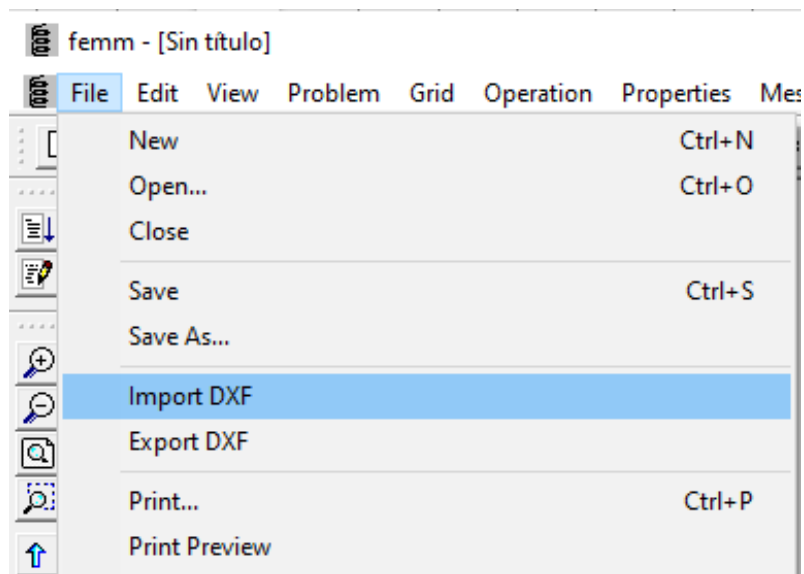 femm - [Sin título]
File Edit View Problem Grid Operation Properties Mes
New Ctrl+N
Open... Ctrl+O
Close
Save Ctrl+S
Save As...
Import DXF
Export DXF
Print... Ctrl+P
Print Preview